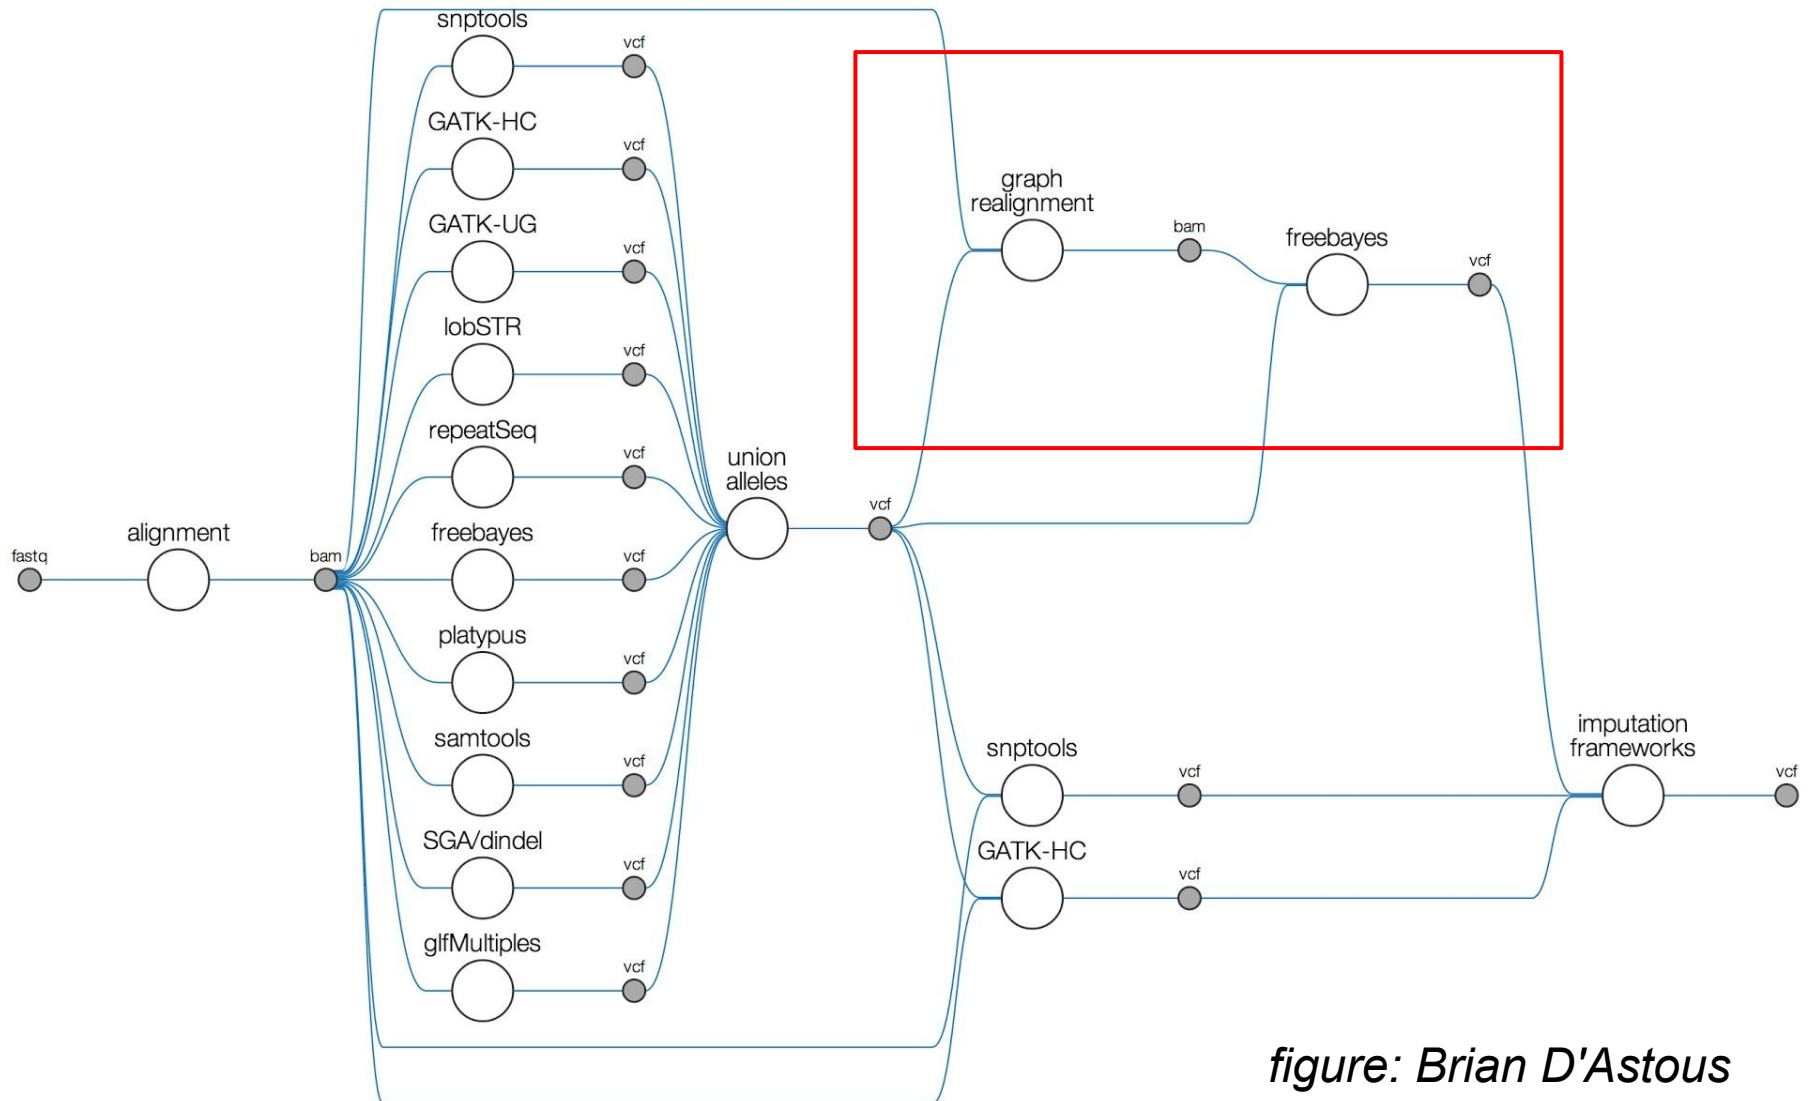 fastq
alignment
bam
snptools
vcf
GATK-HC
vcf
GATK-UG
vcf
lobSTR
vcf
repeatSeq
vcf
freebayes
vcf
platypus
vcf
samtools
vcf
SGA/dindel
vcf
glfMultiples
vcf
union
alleles
vcf
graph
realignment
bam
freebayes
vcf
snptools
vcf
GATK-HC
vcf
imputation
frameworks
vcf
figure: Brian D'Astous